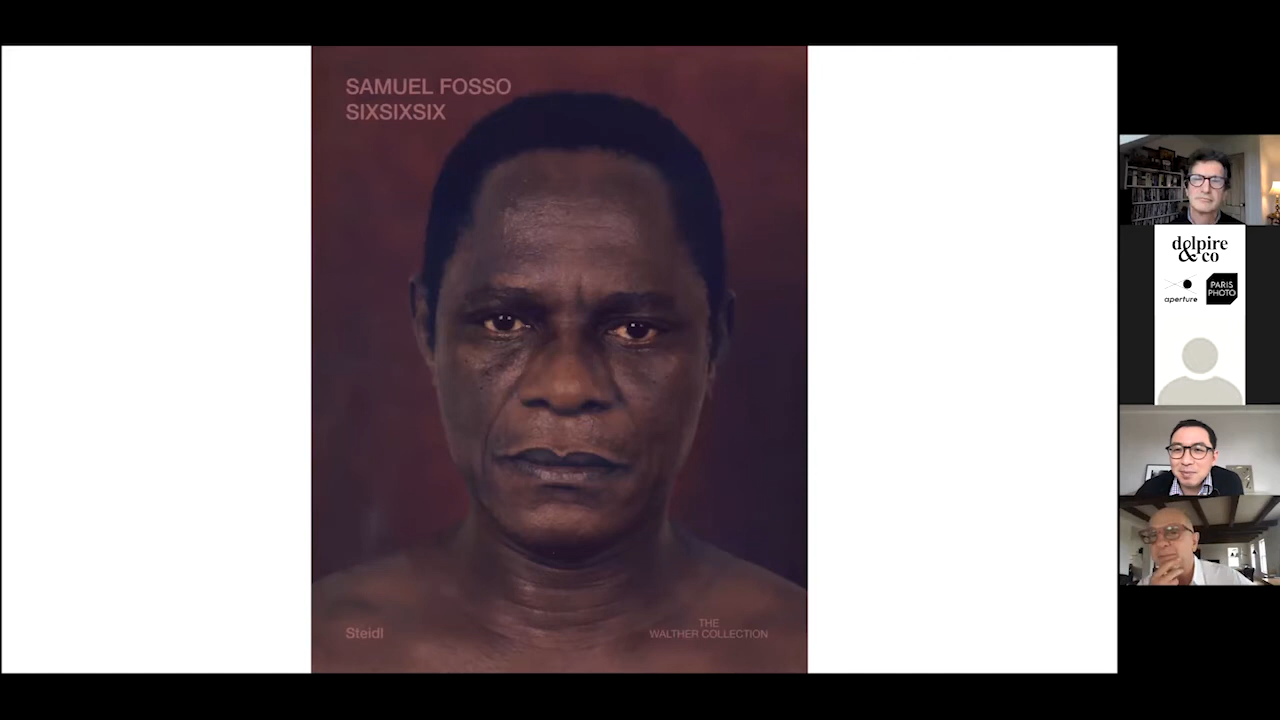 SAMUEL FOSSO
SIXSIXSIX
Steidl
THE
WALTHER COLLECTION
delpire
& co
aperture
PARIS
PHOTO